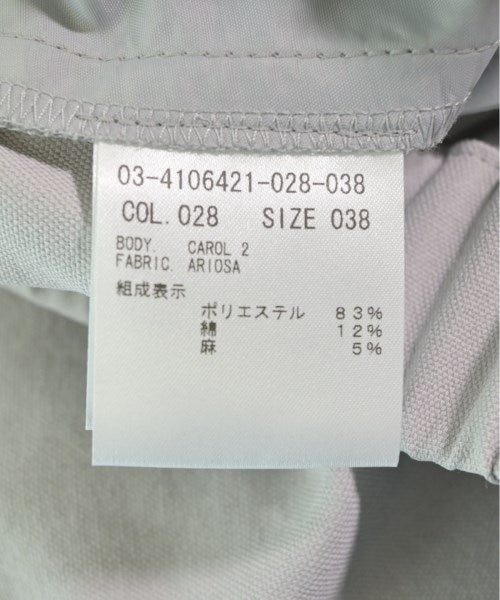 03-4106421-028-038
COL.028 SIZE 038
BODY. CAROL 2
FABRIC. ARIOSA
組成表示
ポリエステル 83%
綿 12%
麻 5%